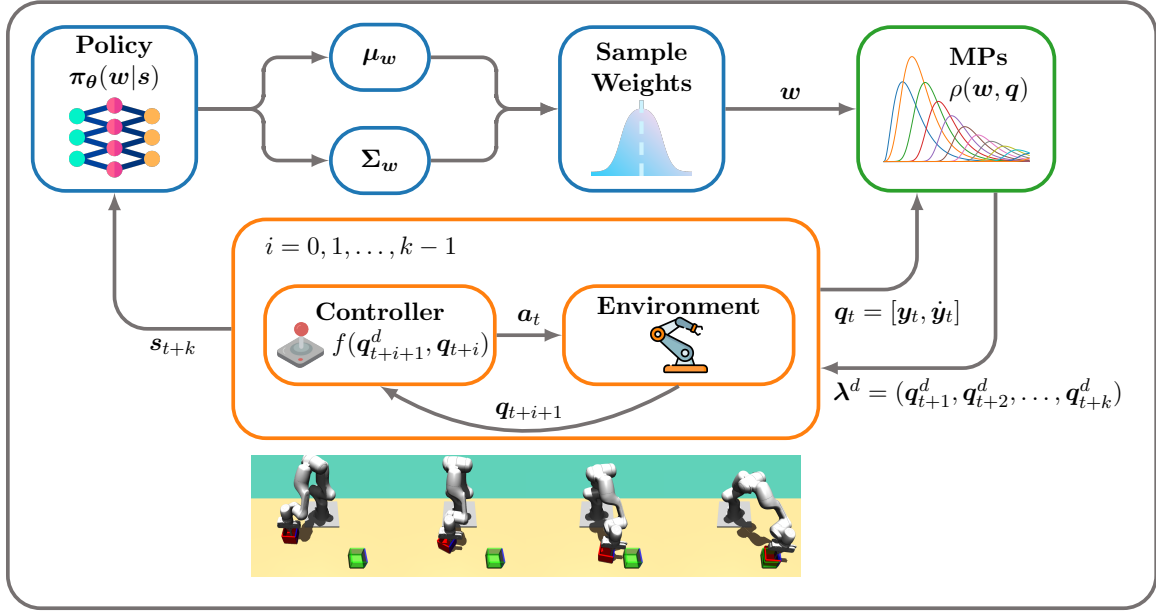 Policy
π_θ(w|s)
μ_w
Σ_w
Sample
Weights
w
MPs
ρ(w, q)
i = 0, 1, . . . , k − 1
Controller
f(q^d_{t+i+1}, q_{t+i})
a_t
Environment
q_{t+i+1}
s_{t+k}
q_t = [y_t, ẏ_t]
λ^d = (q^d_{t+1}, q^d_{t+2}, . . . , q^d_{t+k})